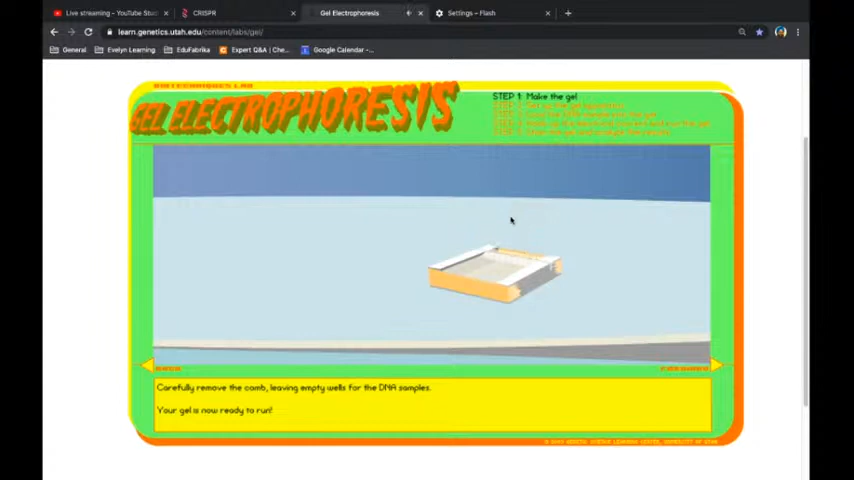 Live streaming - YouTube Stu
CRISPR
Gel Electrophoresis
Settings - Flash
learn.genetics.utah.edu/content/labs/gel/
General
Evelyn Learning
EduFabrika
Expert Q&A | Cheg...
Google Calendar -...
GEL ELECTROPHORESIS
STEP 1: Make the gel
Carefully remove the comb, leaving empty wells for the DNA samples.
Your gel is now ready to run!